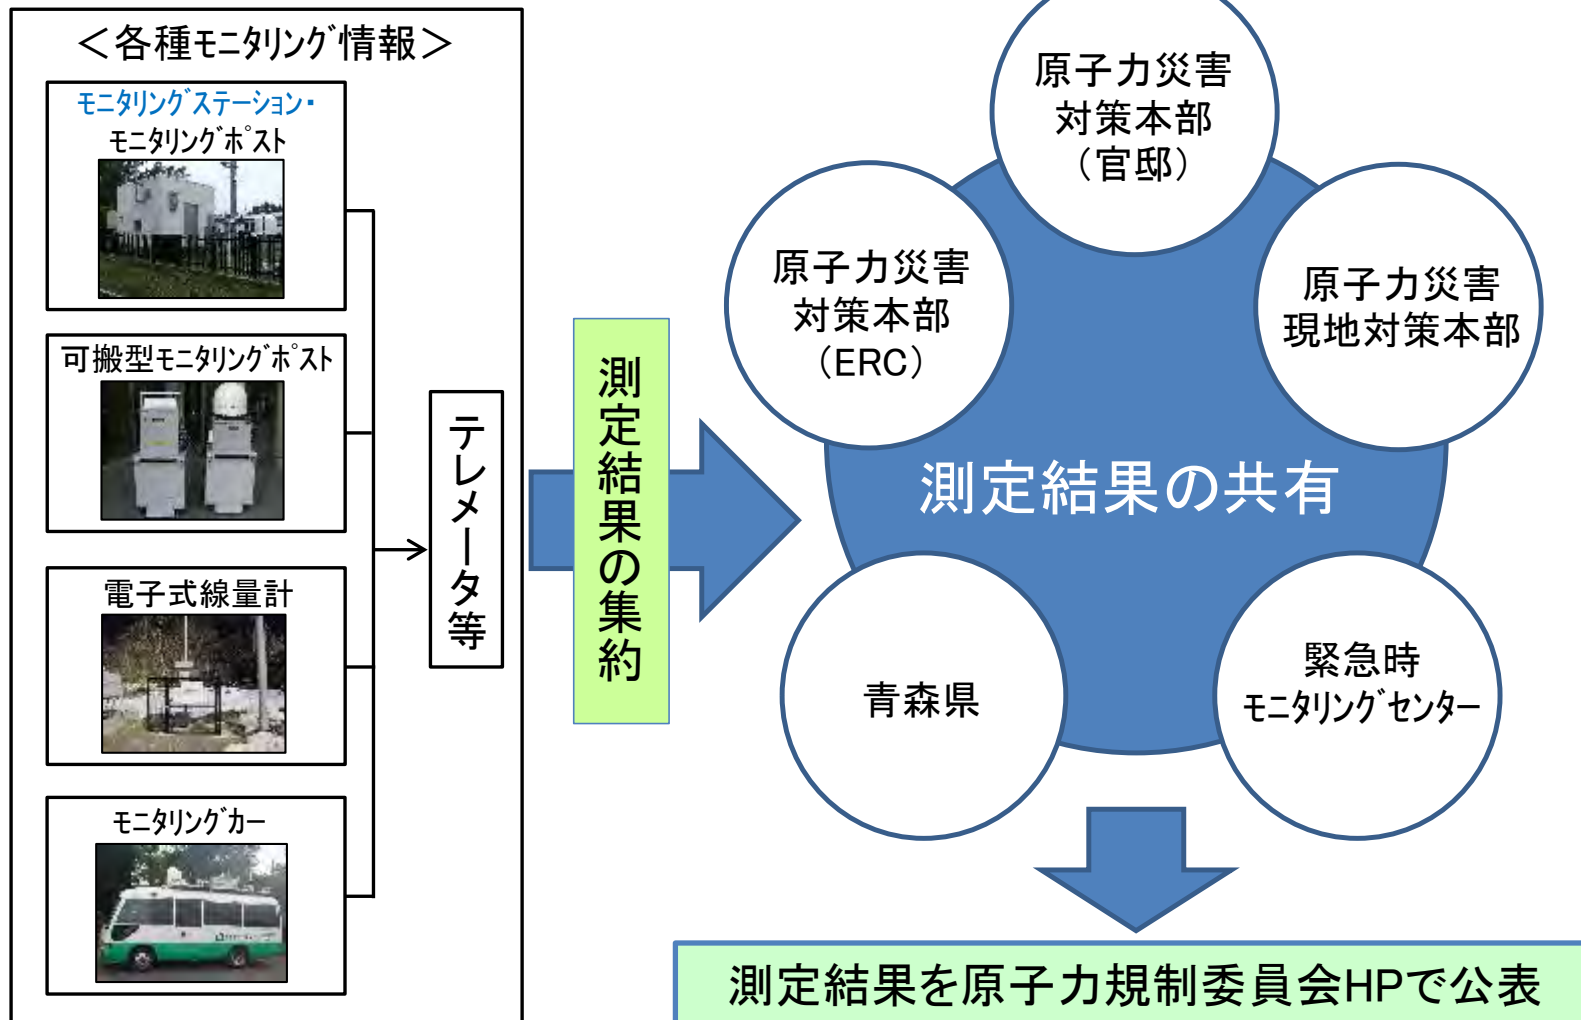 ＜各種モニタリング情報＞
モニタリングステーション・
モニタリングポスト
可搬型モニタリングポスト
電子式線量計
モニタリングカー
テレメータ等
測定結果の集約
原子力災害
対策本部
（官邸）
原子力災害
対策本部
（ERC）
原子力災害
現地対策本部
測定結果の共有
青森県
緊急時
モニタリングセンター
測定結果を原子力規制委員会HPで公表